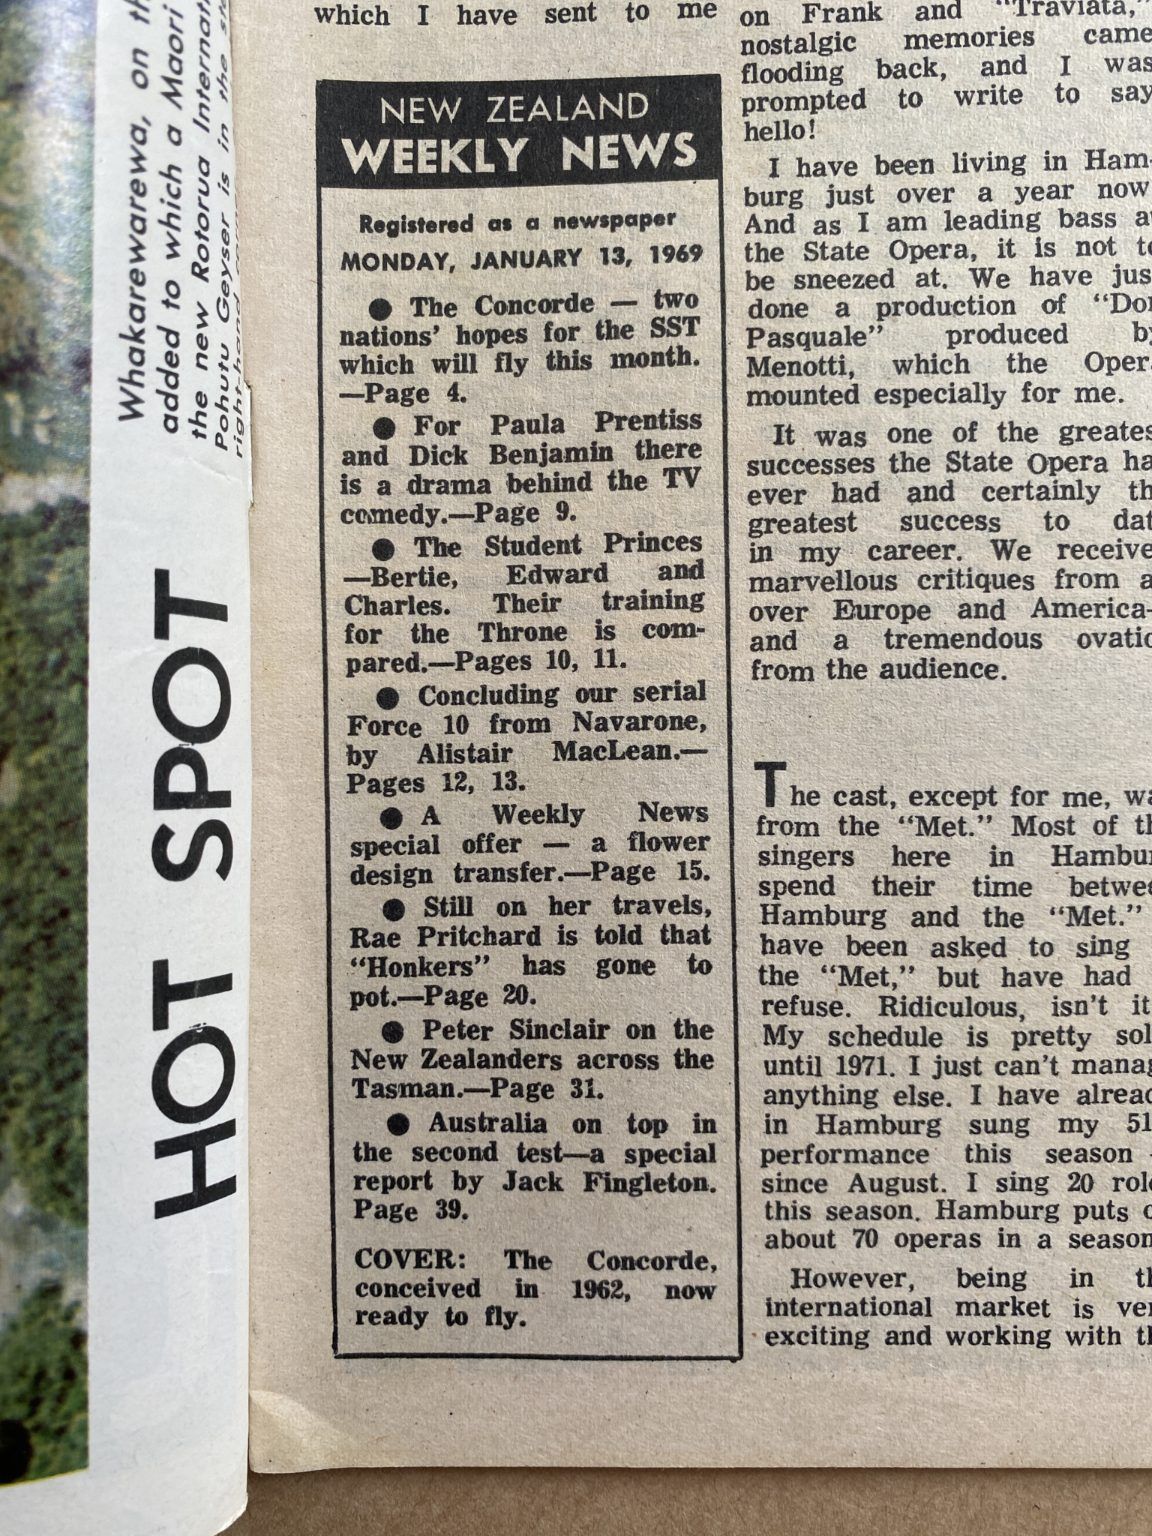 Whakarewarewa, on
added to which a Maori
the new Rotorua
Pohutu Geyser is in the
HOT SPOT
which I have sent to me
NEW ZEALAND
WEEKLY NEWS
Registered as a newspaper
MONDAY, JANUARY 13, 1969
● The Concorde — two
nations' hopes for the SST
which will fly this month.
—Page 4.
● For Paula Prentiss
and Dick Benjamin there
is a drama behind the TV
comedy.—Page 9.
● The Student Princes
—Bertie, Edward and
Charles. Their training
for the Throne is com-
pared.—Pages 10, 11.
● Concluding our serial
Force 10 from Navarone,
by Alistair MacLean.—
Pages 12, 13.
● A Weekly News
special offer — a flower
design transfer.—Page 15.
● Still on her travels,
Rae Pritchard is told that
"Honkers" has gone to
pot.—Page 20.
● Peter Sinclair on the
New Zealanders across the
Tasman.—Page 31.
● Australia on top in
the second test—a special
report by Jack Fingleton.
Page 39.
COVER: The Concorde,
conceived in 1962, now
ready to fly.
on Frank and "Traviata,"
nostalgic memories came
flooding back, and I was
prompted to write to say
hello!
I have been living in Ham-
burg just over a year now
And as I am leading bass
the State Opera, it is not
be sneezed at. We have
done a production of
Pasquale" produced
Menotti, which the
mounted especially for me.
It was one of the
successes the State Opera
ever had and certainly
greatest success to
in my career. We
marvellous critiques from
over Europe and America
and a tremendous
from the audience.
The cast, except for me,
from the "Met." Most of
singers here in
spend their time
Hamburg and the "Met."
have been asked to sing
the "Met," but have had
refuse. Ridiculous, isn't
My schedule is pretty
until 1971. I just can't
anything else. I have
in Hamburg sung my
performance this season
since August. I sing 20
this season. Hamburg puts
about 70 operas in a season
However, being in
international market is
exciting and working with